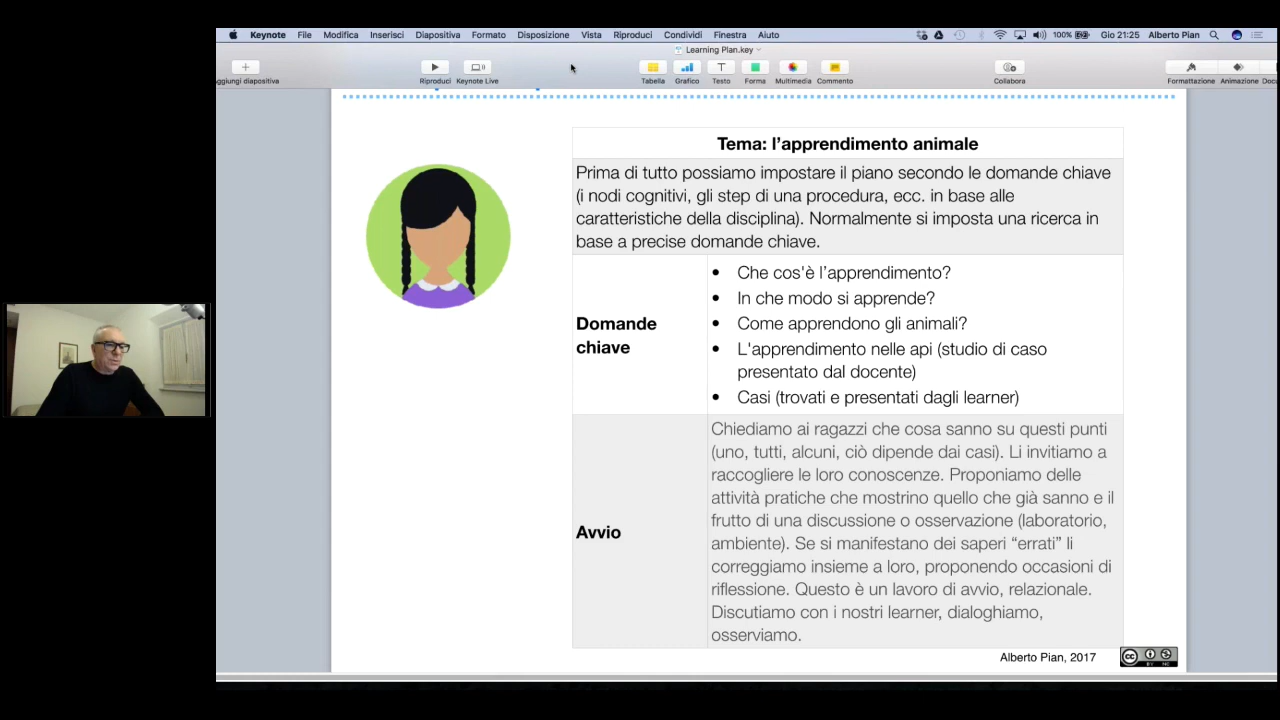 Keynote File Modifica Inserisci Diapositiva Formato Disposizione Vista Riproduci Condividi Finestra Aiuto 100% Gio 21:25 Alberto Pian
Learning Plan.key
ggiungi diapositiva Riproduci Keynote Live Tabella Grafico Testo Forma Multimedia Commento Collabora Formattazione Animazione Docu
Tema: l’apprendimento animale
Prima di tutto possiamo impostare il piano secondo le domande chiave
(i nodi cognitivi, gli step di una procedura, ecc. in base alle
caratteristiche della disciplina). Normalmente si imposta una ricerca in
base a precise domande chiave.
Domande
chiave
• Che cos'è l’apprendimento?
• In che modo si apprende?
• Come apprendono gli animali?
• L'apprendimento nelle api (studio di caso
presentato dal docente)
• Casi (trovati e presentati dagli learner)
Avvio
Chiediamo ai ragazzi che cosa sanno su questi punti
(uno, tutti, alcuni, ciò dipende dai casi). Li invitiamo a
raccogliere le loro conoscenze. Proponiamo delle
attività pratiche che mostrino quello che già sanno e il
frutto di una discussione o osservazione (laboratorio,
ambiente). Se si manifestano dei saperi “errati” li
correggiamo insieme a loro, proponendo occasioni di
riflessione. Questo è un lavoro di avvio, relazionale.
Discutiamo con i nostri learner, dialoghiamo,
osserviamo.
Alberto Pian, 2017
cc BY NC